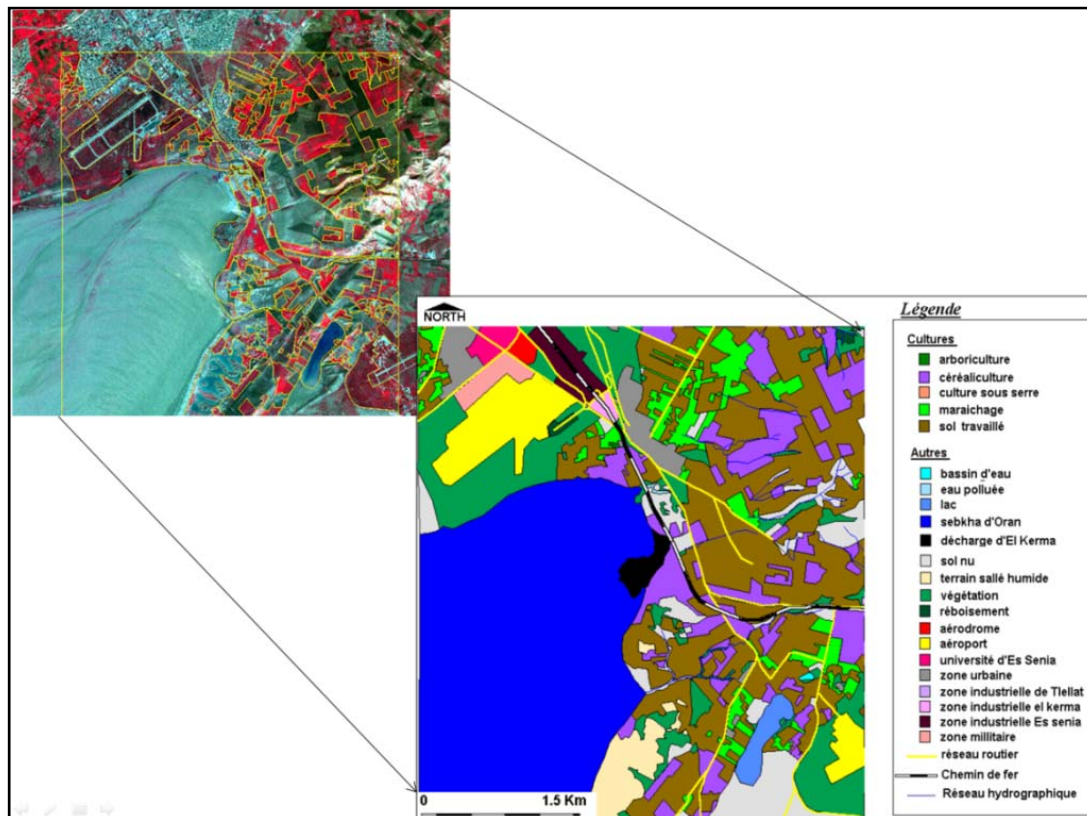 NORTH
0 1.5 Km
Légende
Cultures
arboriculture
céréaliculture
culture sous serre
maraichage
sol travaillé
Autres
bassin d'eau
eau polluée
lac
sebkha d'Oran
décharge d'El Kerma
sol nu
terrain sallé humide
végétation
réboisement
aérodrome
aéroport
université d'Es Senia
zone urbaine
zone industrielle de Tlellat
zone industrielle el kerma
zone industrielle Es senia
zone millitaire
réseau routier
Chemin de fer
Réseau hydrographique